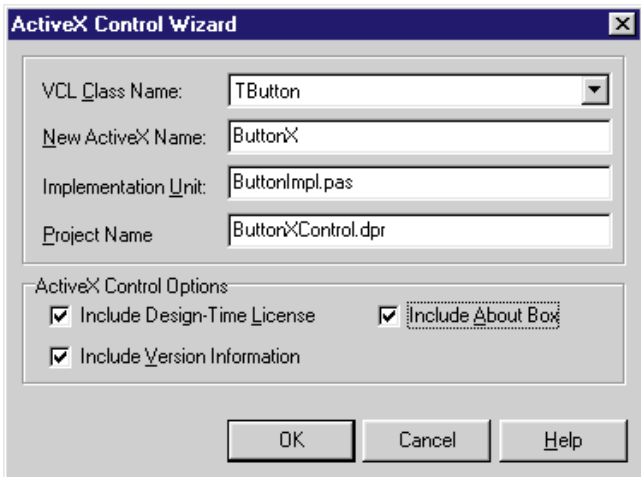 ActiveX Control Wizard
VCL Class Name: TButton
New ActiveX Name: ButtonX
Implementation Unit: ButtonImpl.pas
Project Name ButtonXControl.dpr
ActiveX Control Options
Include Design-Time License Include About Box
Include Version Information
OK Cancel Help